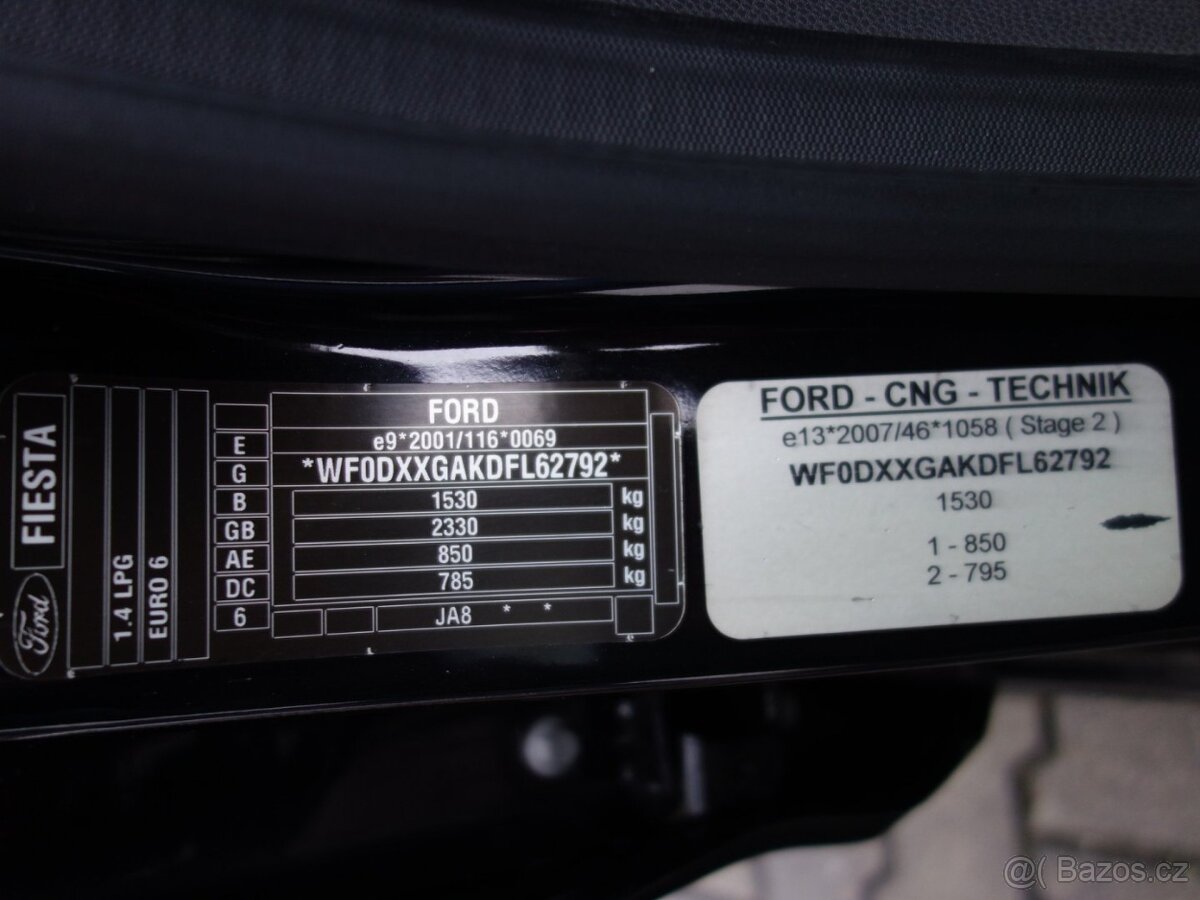 FIESTA
Ford
1.4 LPG
EURO 6
FORD
E e9*2001/116*0069
G *WF0DXXGAKDFL62792*
B 1530 kg
GB 2330 kg
AE 850 kg
DC 785 kg
6 JA8 * *
FORD - CNG - TECHNIK
e13*2007/46*1058 ( Stage 2 )
WF0DXXGAKDFL62792
1530
1 - 850
2 - 795
@( Bazos.cz